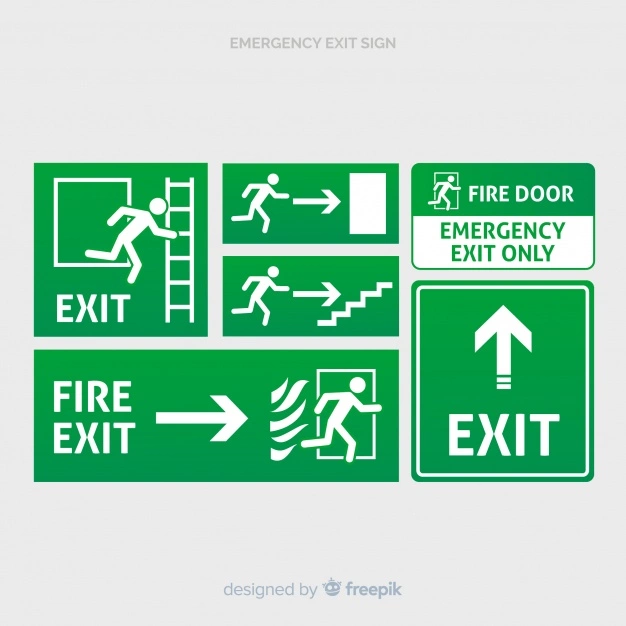 EMERGENCY EXIT SIGN
EXIT
FIRE DOOR
EMERGENCY
EXIT ONLY
FIRE
EXIT
EXIT
designed by freepik